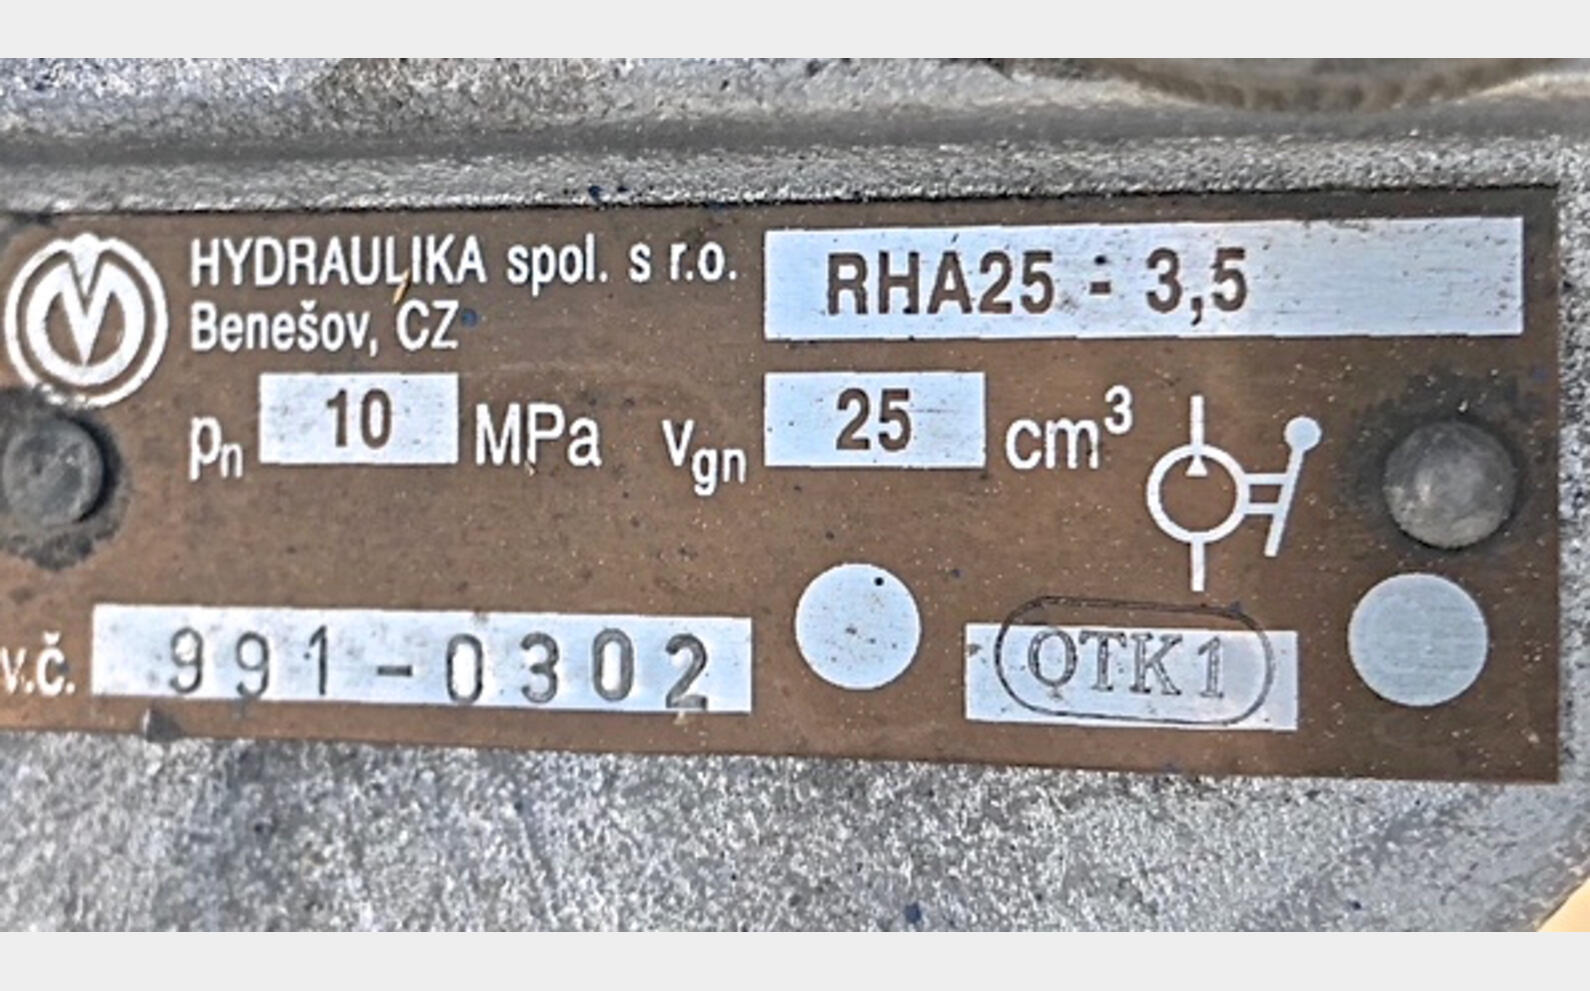 HYDRAULIKA spol. s r.o.
Benešov, CZ
RHA25 - 3,5
pn 10 MPa vgn 25 cm³
v.č. 991-0302
OTK1